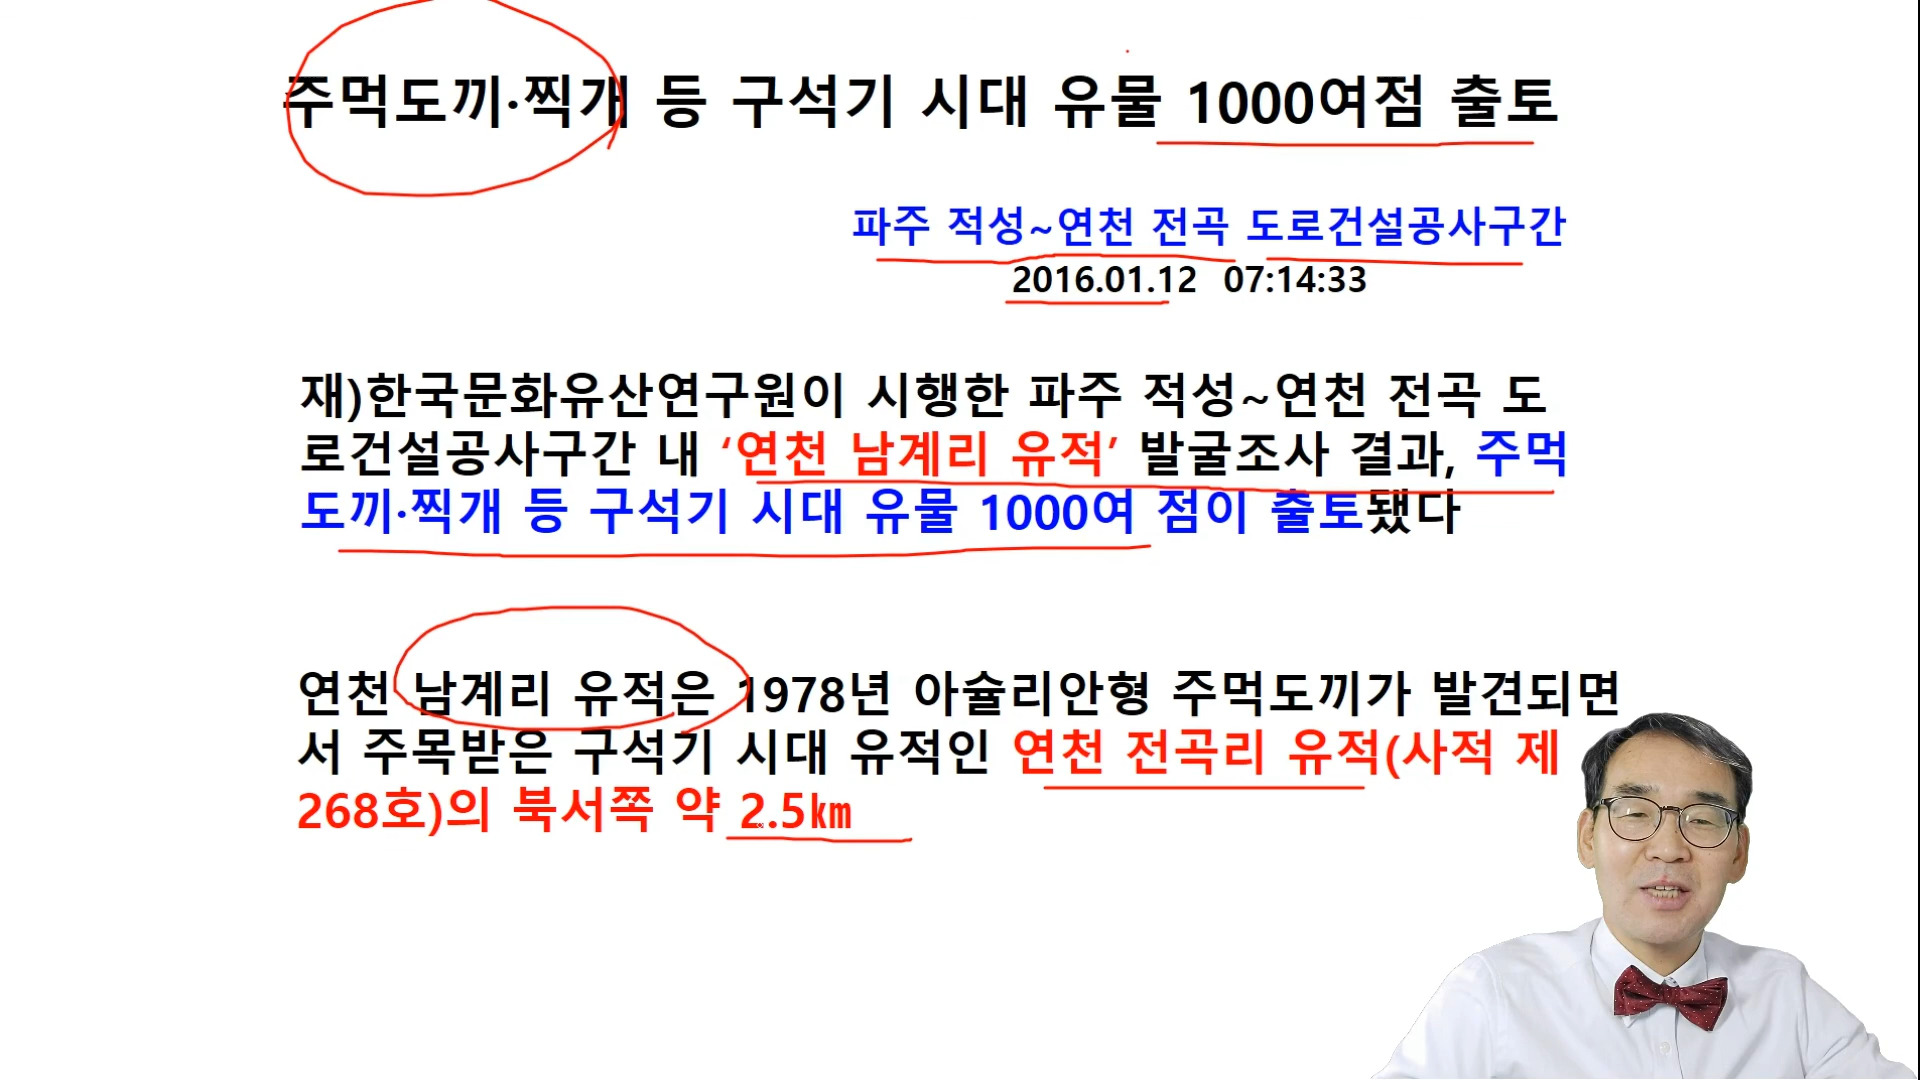 주먹도끼·찍개 등 구석기 시대 유물 1000여점 출토
파주 적성~연천 전곡 도로건설공사구간
2016.01.12 07:14:33
재)한국문화유산연구원이 시행한 파주 적성~연천 전곡 도
로건설공사구간 내 ‘연천 남계리 유적’ 발굴조사 결과, 주먹
도끼·찍개 등 구석기 시대 유물 1000여 점이 출토됐다
연천 남계리 유적은 1978년 아슐리안형 주먹도끼가 발견되면
서 주목받은 구석기 시대 유적인 연천 전곡리 유적(사적 제
268호)의 북서쪽 약 2.5㎞